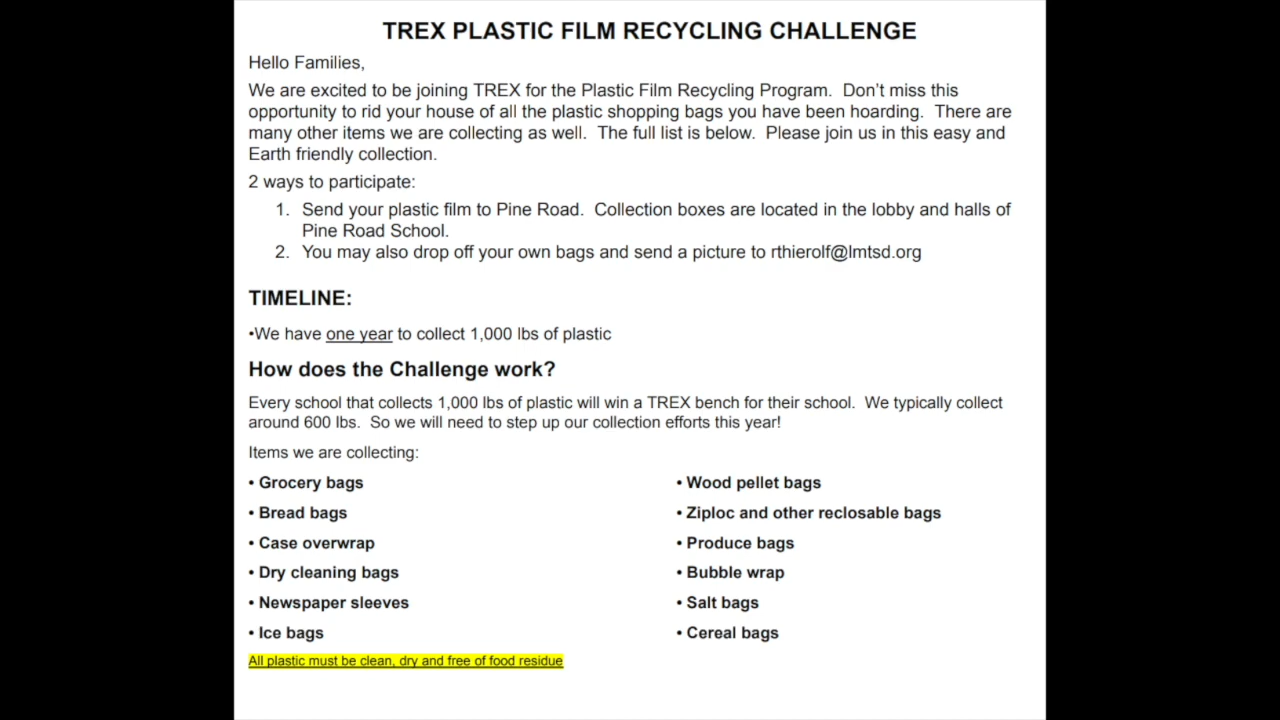 TREX PLASTIC FILM RECYCLING CHALLENGE
Hello Families,
We are excited to be joining TREX for the Plastic Film Recycling Program.  Don't miss this
opportunity to rid your house of all the plastic shopping bags you have been hoarding.  There are
many other items we are collecting as well.  The full list is below.  Please join us in this easy and
Earth friendly collection.
2 ways to participate:
1. Send your plastic film to Pine Road.  Collection boxes are located in the lobby and halls of
Pine Road School.
2. You may also drop off your own bags and send a picture to rthierolf@lmtsd.org
TIMELINE:
•We have one year to collect 1,000 lbs of plastic
How does the Challenge work?
Every school that collects 1,000 lbs of plastic will win a TREX bench for their school.  We typically collect
around 600 lbs.  So we will need to step up our collection efforts this year!
Items we are collecting:
• Grocery bags
• Bread bags
• Case overwrap
• Dry cleaning bags
• Newspaper sleeves
• Ice bags
• Wood pellet bags
• Ziploc and other reclosable bags
• Produce bags
• Bubble wrap
• Salt bags
• Cereal bags
All plastic must be clean, dry and free of food residue